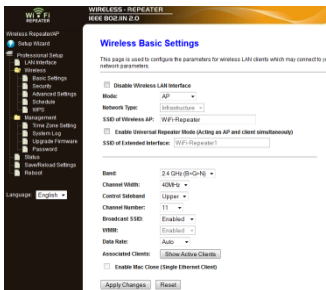 Wi Fi
REPEATER
WIRELESS - REPEATER
IEEE 802.11N 2.0
Wireless Repeater/AP
Setup Wizard
Professional Setup
LAN Interface
Wireless
Basic Settings
Security
Advanced Settings
Schedule
WPS
Management
Time Zone Setting
System Log
Upgrade Firmware
Password
Status
Save/Reload Settings
Reboot
Language: English
Wireless Basic Settings
This page is used to configure the parameters for wireless LAN clients which may connect to yo
network parameters.
Disable Wireless LAN Interface
Mode: AP
Network Type: Infrastructure
SSID of Wireless AP: WiFi-Repeater
Enable Universal Repeater Mode (Acting as AP and client simultaneously)
SSID of Extended Interface: WiFi-Repeater1
Band: 2.4 GHz (B+G+N)
Channel Width: 40MHz
Control Sideband Upper
Channel Number: 11
Broadcast SSID: Enabled
WMM: Enabled
Data Rate: Auto
Associated Clients: Show Active Clients
Enable Mac Clone (Single Ethernet Client)
Apply Changes Reset